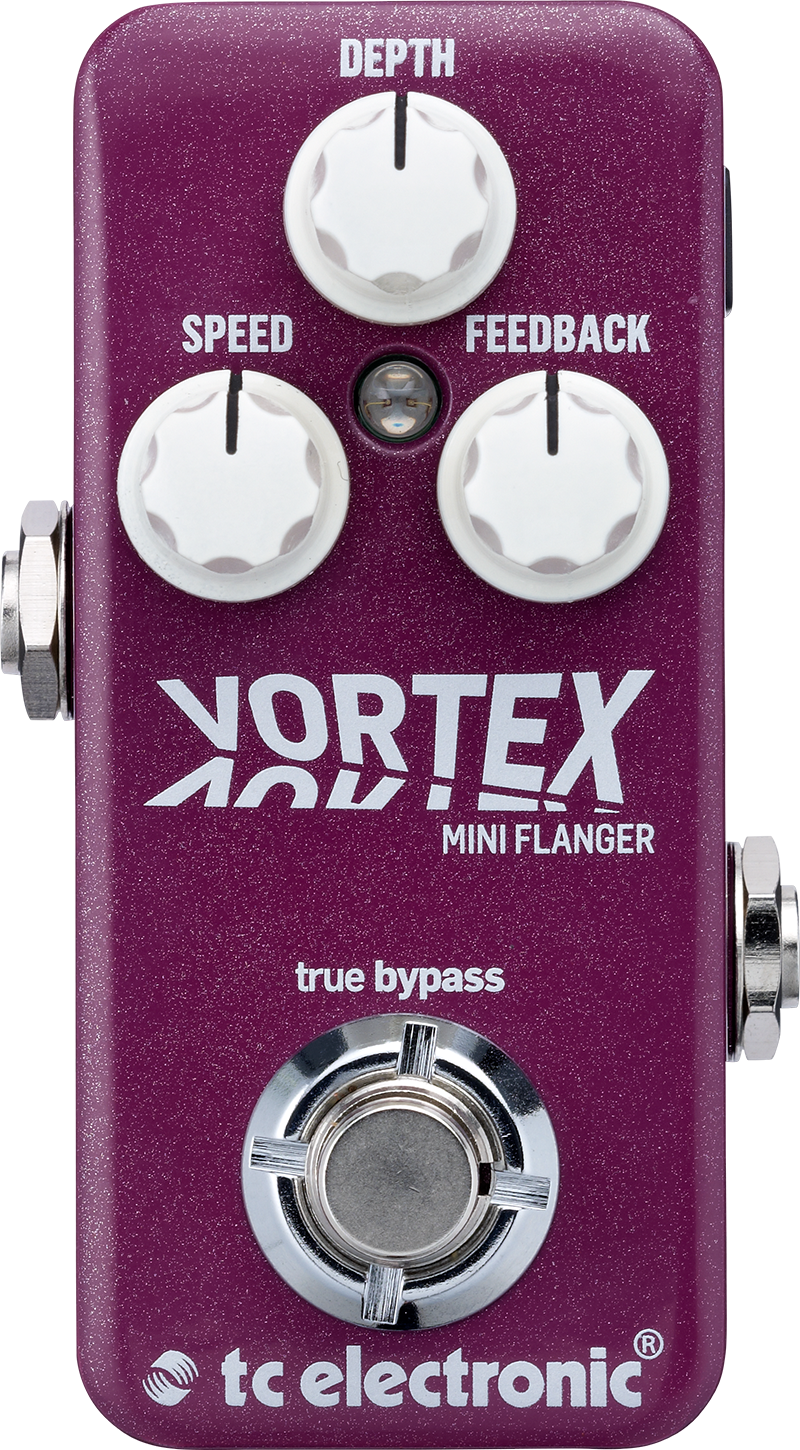 DEPTH
SPEED FEEDBACK
VORTEX
MINI FLANGER
true bypass
tc electronic®